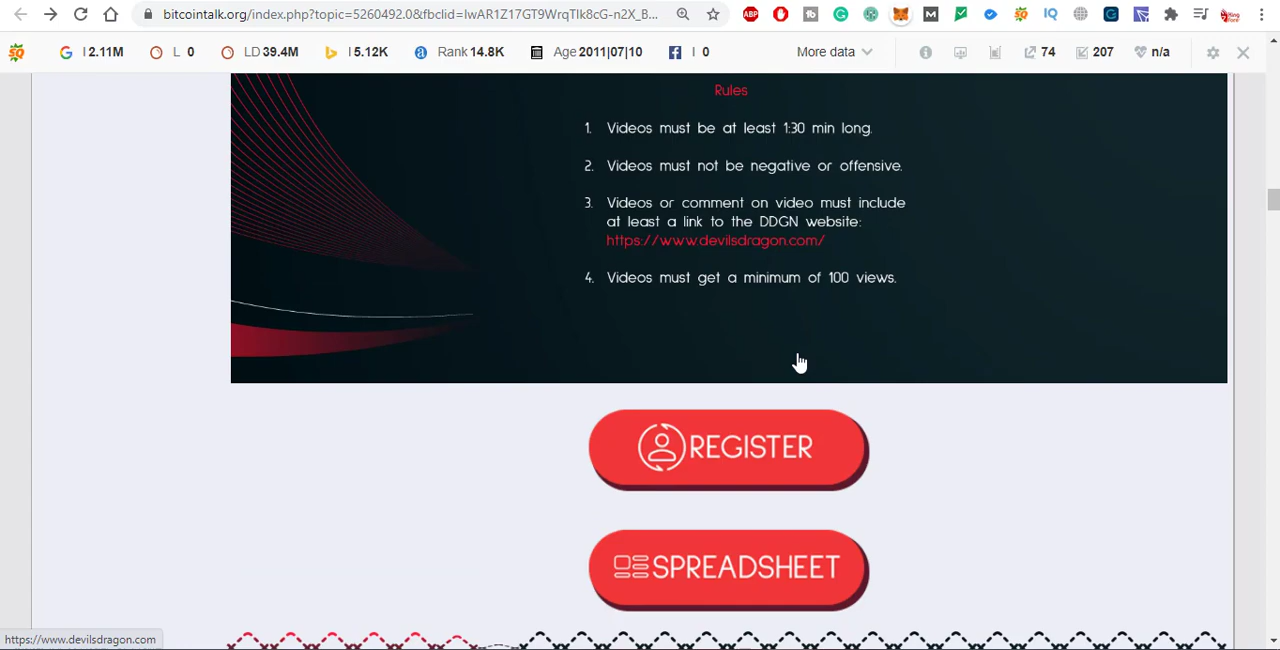 bitcointalk.org/index.php?topic=5260492.0&fbclid=IwAR1Z17GT9WrqTlk8cG-n2X_B...
ABP
M
IQ
I 2.11M L 0 LD 39.4M I 5.12K Rank 14.8K Age 2011|07|10 I 0 More data 74 207 n/a
Rules
1. Videos must be at least 1:30 min long.
2. Videos must not be negative or offensive.
3. Videos or comment on video must include
at least a link to the DDGN website:
https://www.devilsdragon.com/
4. Videos must get a minimum of 100 views.
REGISTER
SPREADSHEET
https://www.devilsdragon.com